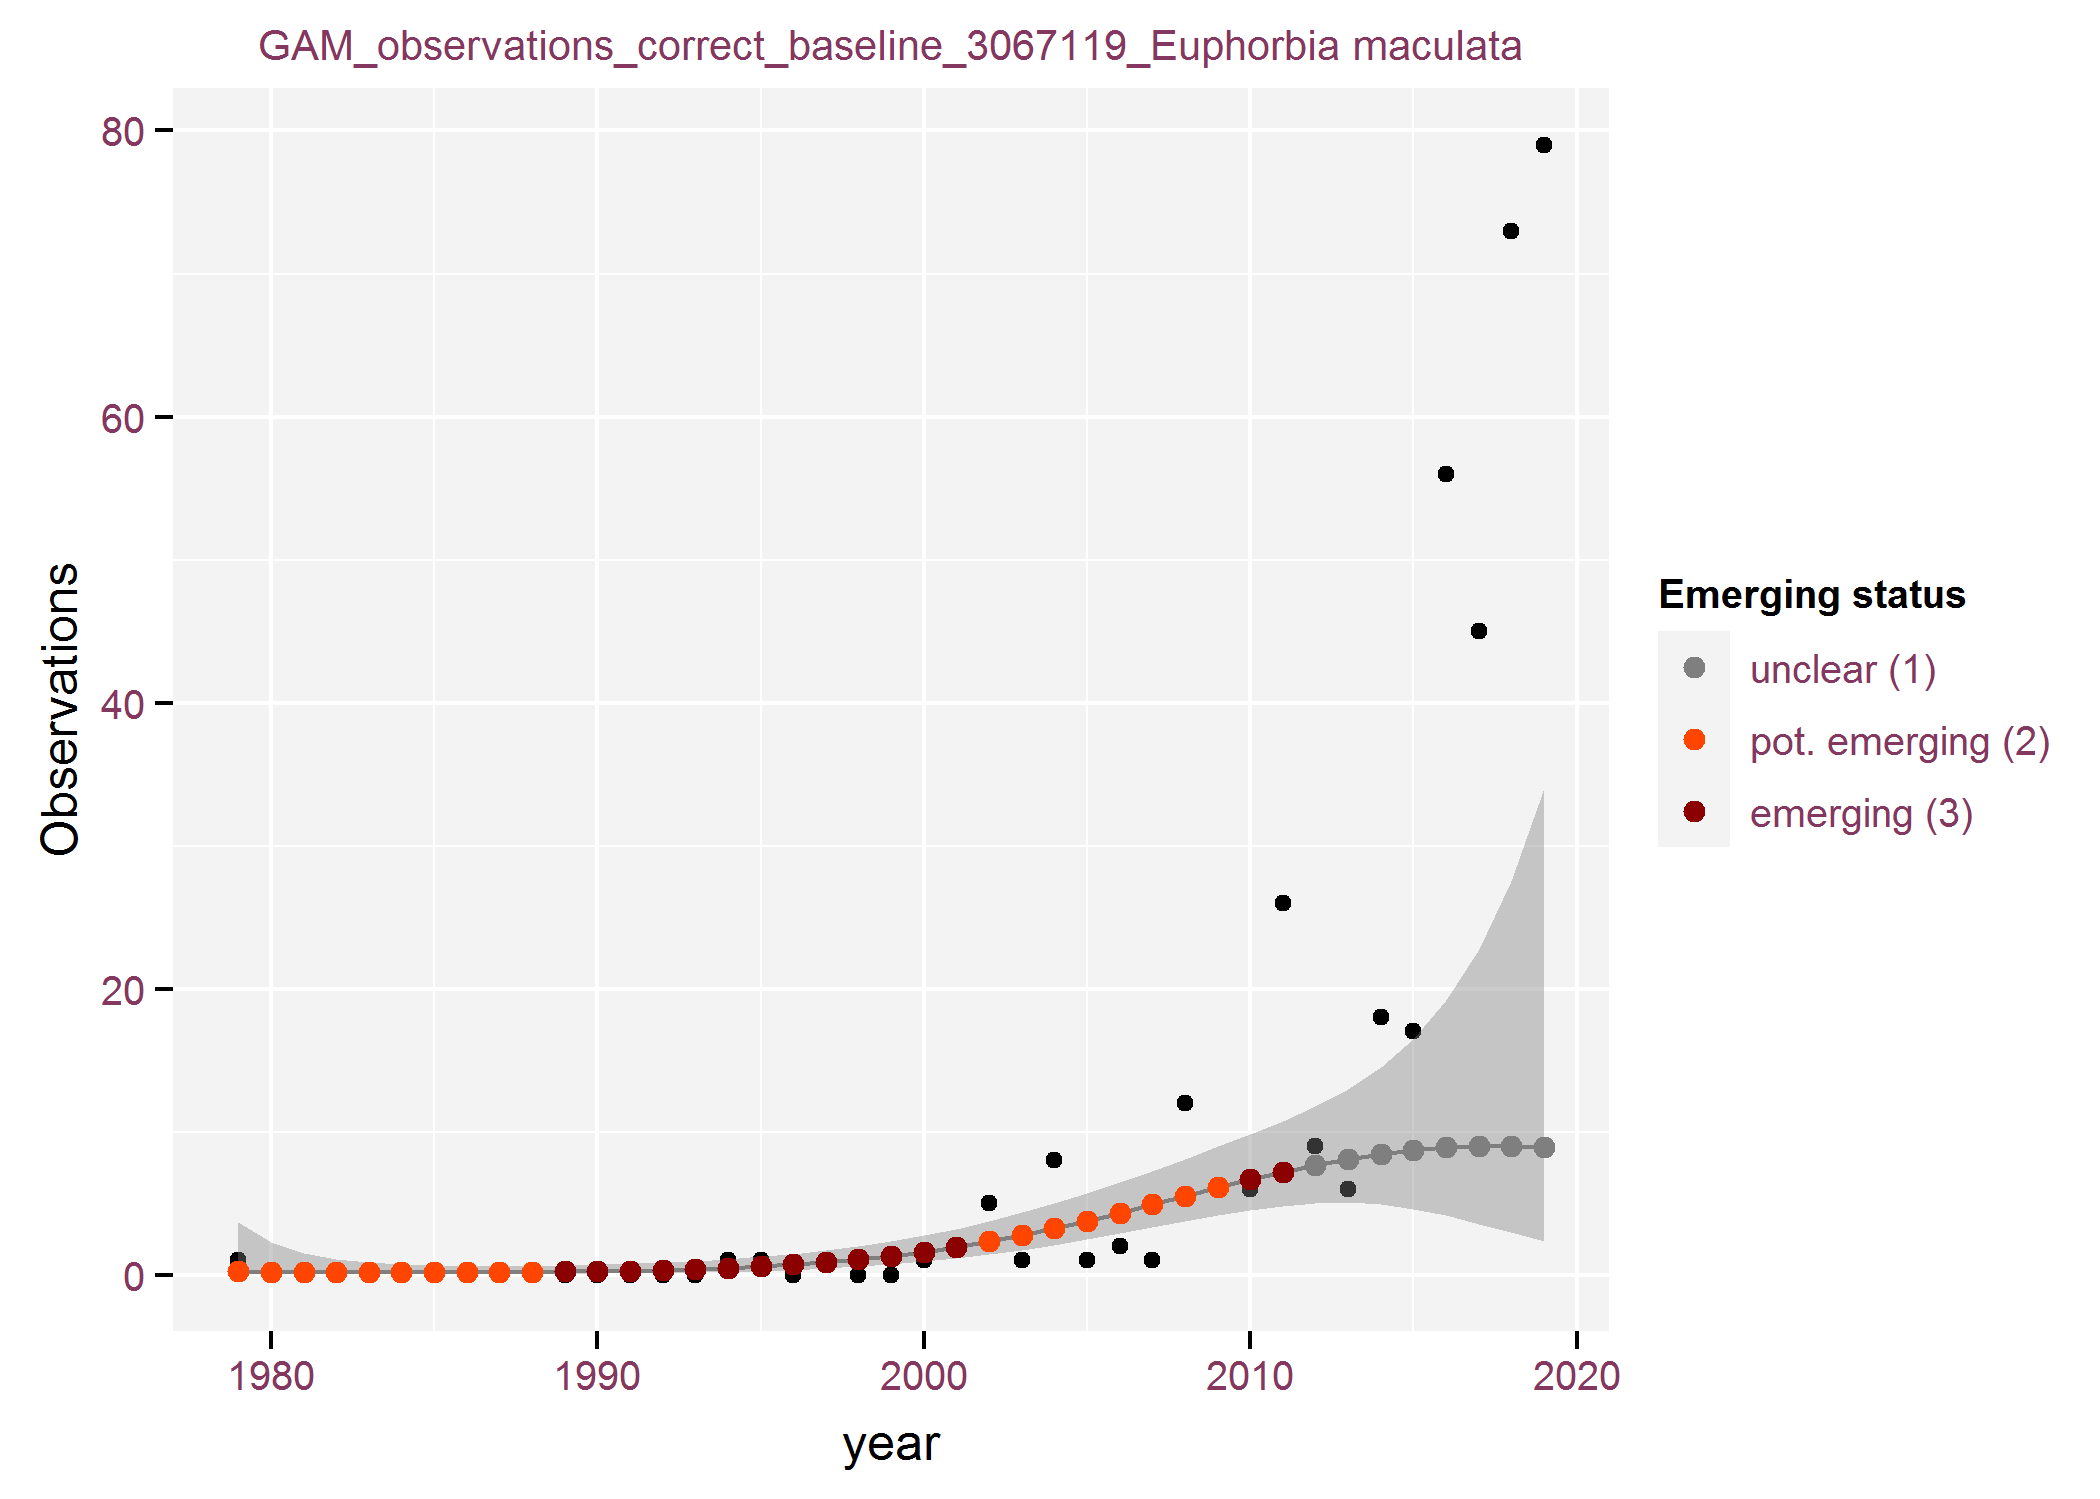 GAM_observations_correct_baseline_3067119_Euphorbia maculata
80
60
40
20
0
Observations
1980 1990 2000 2010 2020
year
Emerging status
unclear (1)
pot. emerging (2)
emerging (3)